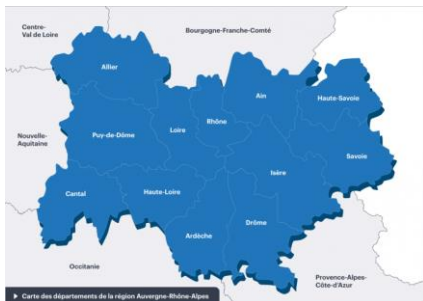 Centre-
Val de Loire
Bourgogne-Franche-Comté
Allier
Ain
Haute-Savoie
Nouvelle-
Aquitaine
Puy-de-Dôme
Loire
Rhône
Savoie
Isère
Cantal
Haute-Loire
Ardèche
Drôme
Occitanie
Provence-Alpes-
Côte-d'Azur
Carte des départements de la région Auvergne-Rhône-Alpes